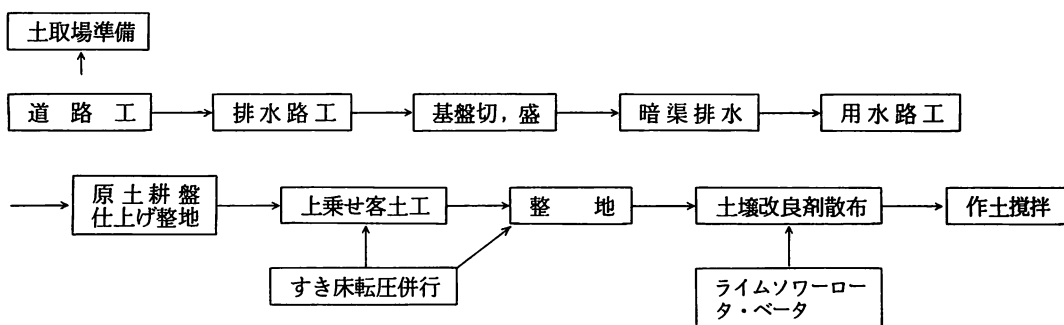 土取場準備
道路工
排水路工
基盤切,盛
暗渠排水
用水路工
原土耕盤
仕上げ整地
上乗せ客土工
整地
土壌改良剤散布
作土攪拌
すき床転圧併行
ライムソワーロー
タ・ベータ